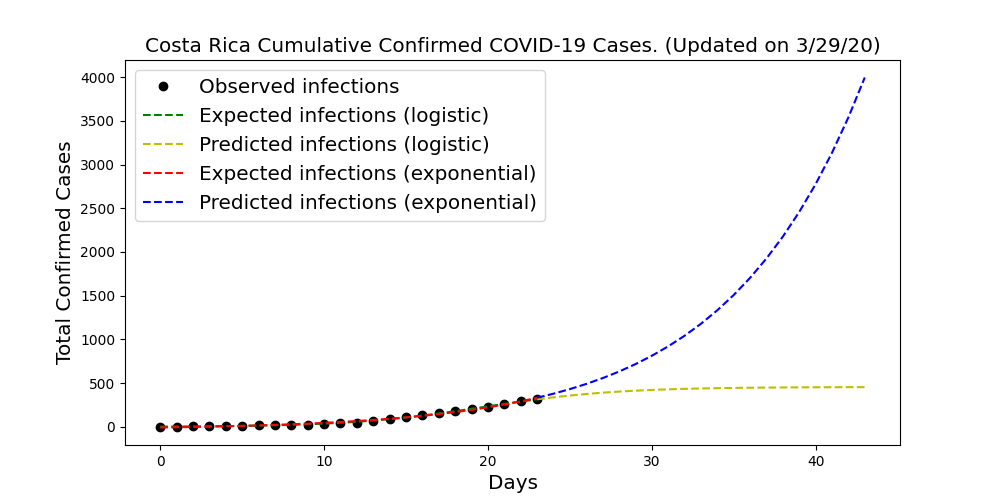 Costa Rica Cumulative Confirmed COVID-19 Cases. (Updated on 3/29/20)
Observed infections
Expected infections (logistic)
Predicted infections (logistic)
Expected infections (exponential)
Predicted infections (exponential)
Total Confirmed Cases
4000
3500
3000
2500
2000
1500
1000
500
0
0 10 20 30 40
Days